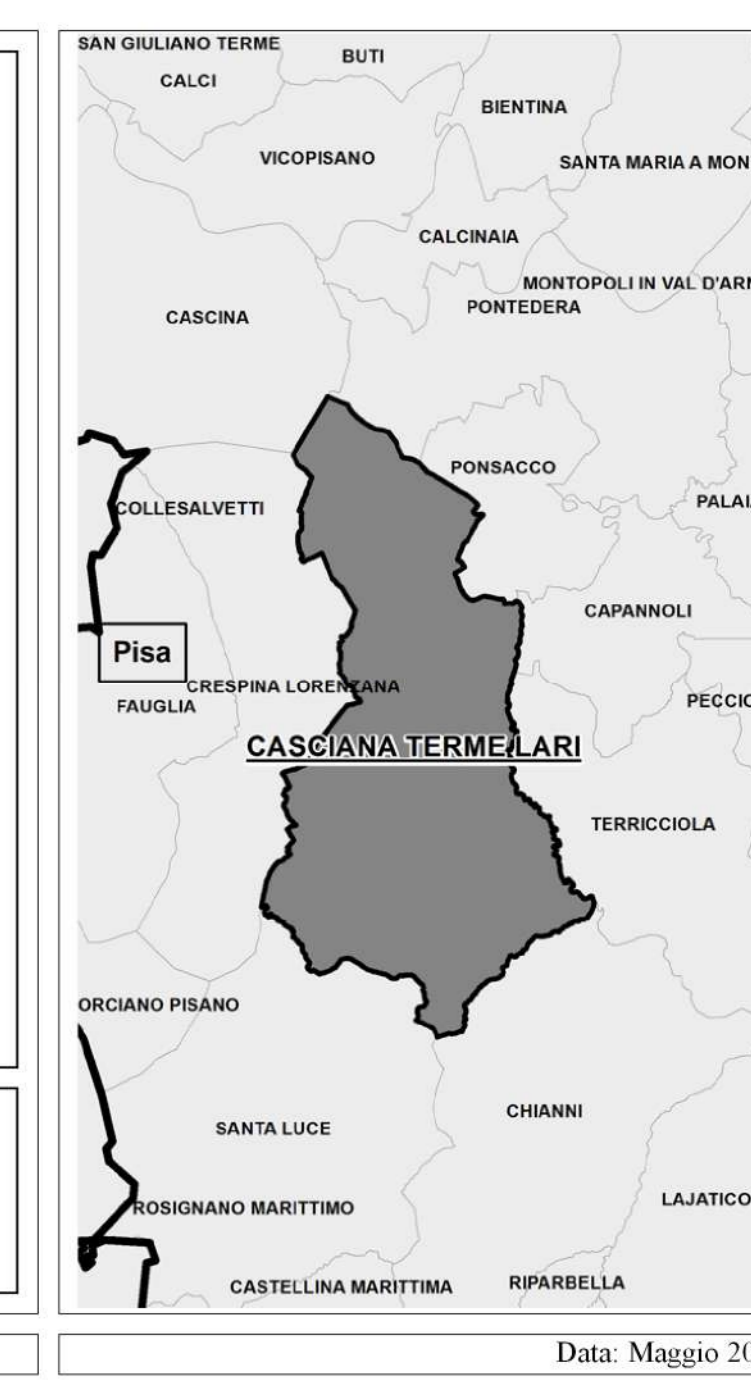 SAN GIULIANO TERME
BUTI
CALCI
BIENTINA
VICOPISANO
SANTA MARIA A MON
CALCINAIA
MONTOPOLI IN VAL D'ARN
PONTEDERA
CASCINA
PONSACCO
PALAIA
COLLESALVETTI
CAPANNOLI
Pisa
CRESPINA LORENZANA
PECCIO
FAUGLIA
CASCIANA TERME LARI
TERRICCIOLA
ORCIANO PISANO
CHIANNI
SANTA LUCE
LAJATICO
ROSIGNANO MARITTIMO
RIPARBELLA
CASTELLINA MARITTIMA
Data: Maggio 20